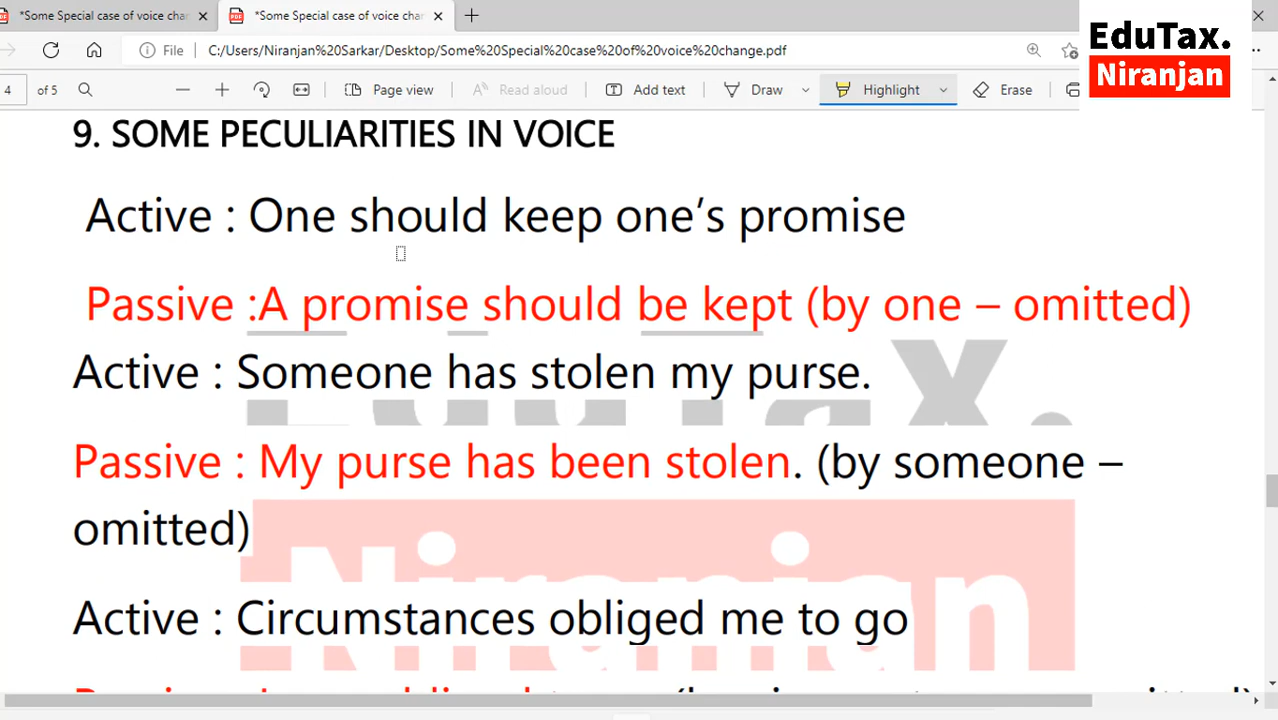 *Some Special case of voice chan
*Some Special case of voice chan
EduTax.
Niranjan
File C:/Users/Niranjan%20Sarkar/Desktop/Some%20Special%20case%20of%20voice%20change.pdf
4 of 5 Page view Read aloud Add text Draw Highlight Erase
9. SOME PECULIARITIES IN VOICE
Active : One should keep one’s promise
Passive :A promise should be kept (by one – omitted)
Active : Someone has stolen my purse.
Passive : My purse has been stolen. (by someone –
omitted)
Active : Circumstances obliged me to go
EduTax.
Niranjan